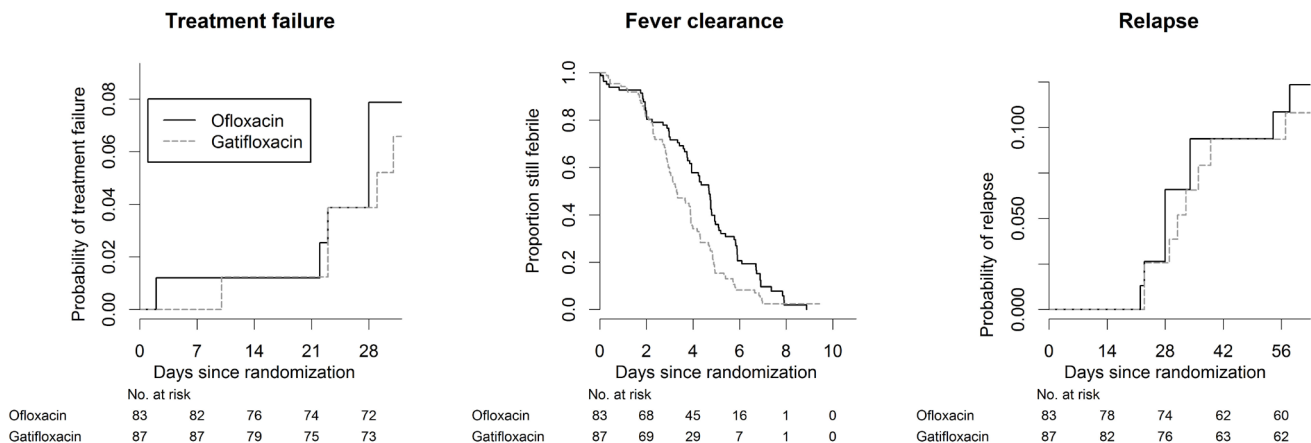 Treatment failure
Probability of treatment failure
0.00
0.04
0.08
Ofloxacin
Gatifloxacin
0 7 14 21 28
Days since randomization
No. at risk
Ofloxacin 83 82 76 74 72
Gatifloxacin 87 87 79 75 73
Fever clearance
Proportion still febrile
0.0
0.2
0.4
0.6
0.8
1.0
0 2 4 6 8 10
Days since randomization
No. at risk
Ofloxacin 83 68 45 16 1 0
Gatifloxacin 87 69 29 7 1 0
Relapse
Probability of relapse
0.000
0.050
0.100
0 14 28 42 56
Days since randomization
No. at risk
Ofloxacin 83 78 74 62 60
Gatifloxacin 87 82 76 63 62